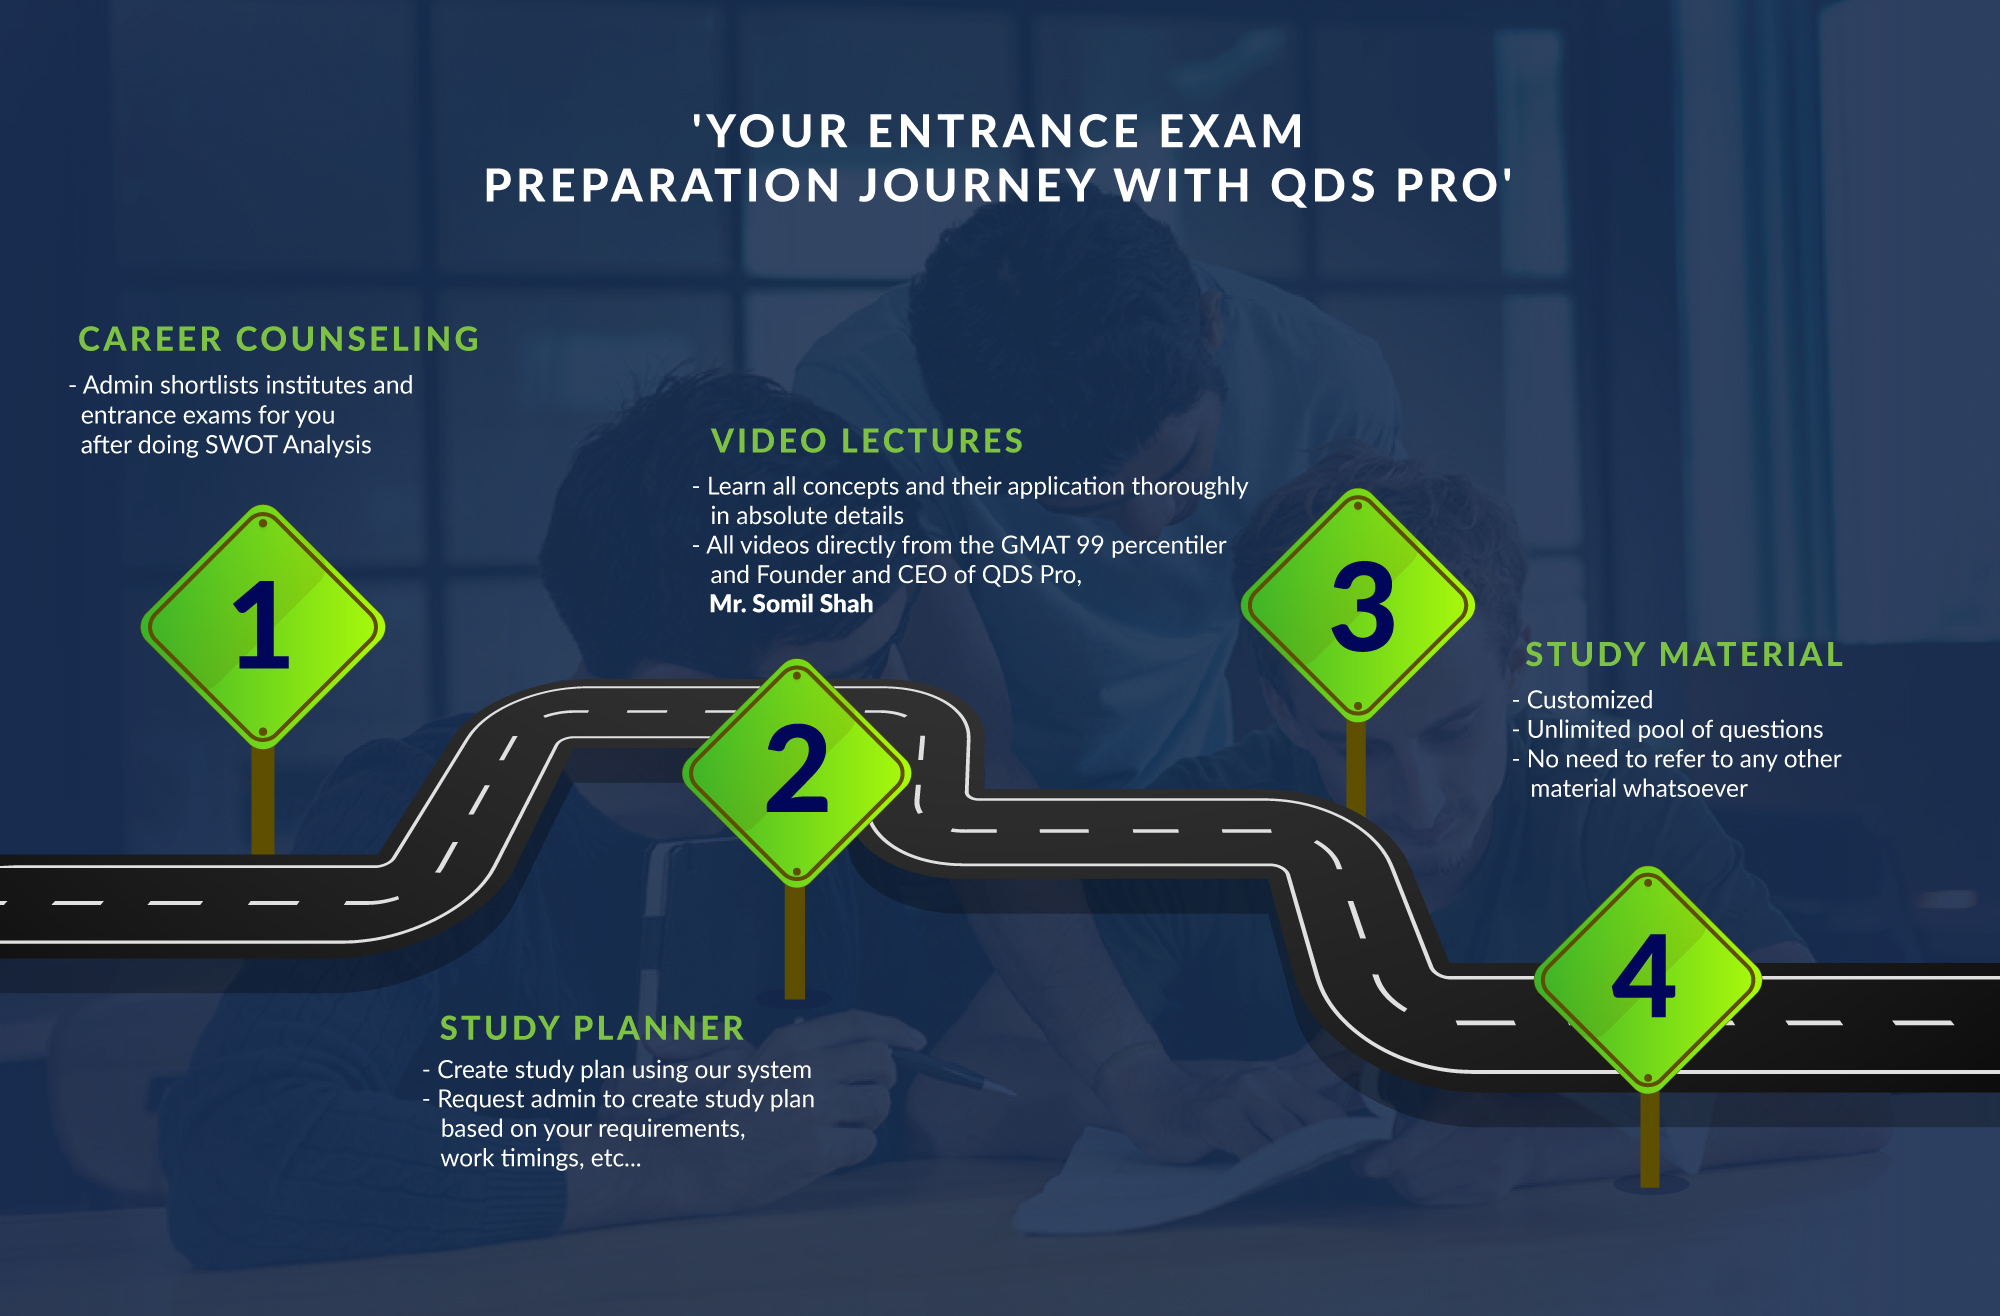 'YOUR ENTRANCE EXAM
PREPARATION JOURNEY WITH QDS PRO'
CAREER COUNSELING
- Admin shortlists institutes and
entrance exams for you
after doing SWOT Analysis
1
STUDY PLANNER
- Create study plan using our system
- Request admin to create study plan
based on your requirements,
work timings, etc...
2
VIDEO LECTURES
- Learn all concepts and their application thoroughly
in absolute details
- All videos directly from the GMAT 99 percentiler
and Founder and CEO of QDS Pro,
Mr. Somil Shah
3
STUDY MATERIAL
- Customized
- Unlimited pool of questions
- No need to refer to any other
material whatsoever
4